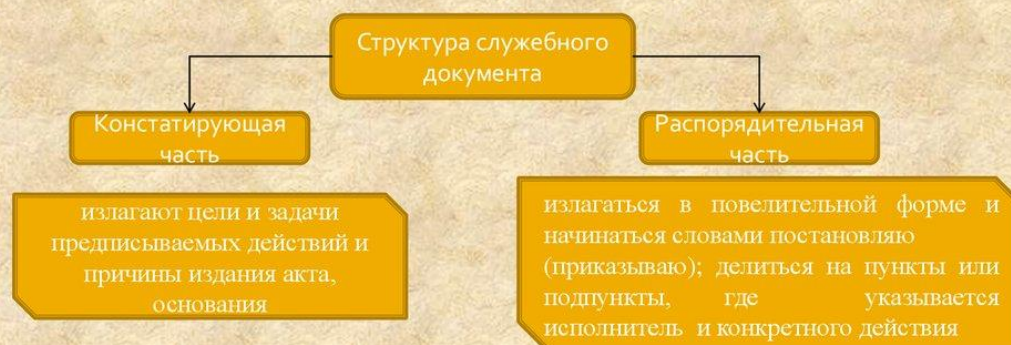 Структура служебного
документа
Констатирующая
часть
Распорядительная
часть
излагают цели и задачи
предписываемых действий и
причины издания акта,
основания
излагаться в повелительной форме и
начинаться словами постановляю
(приказываю); делиться на пункты или
подпункты, где указывается
исполнитель и конкретного действия